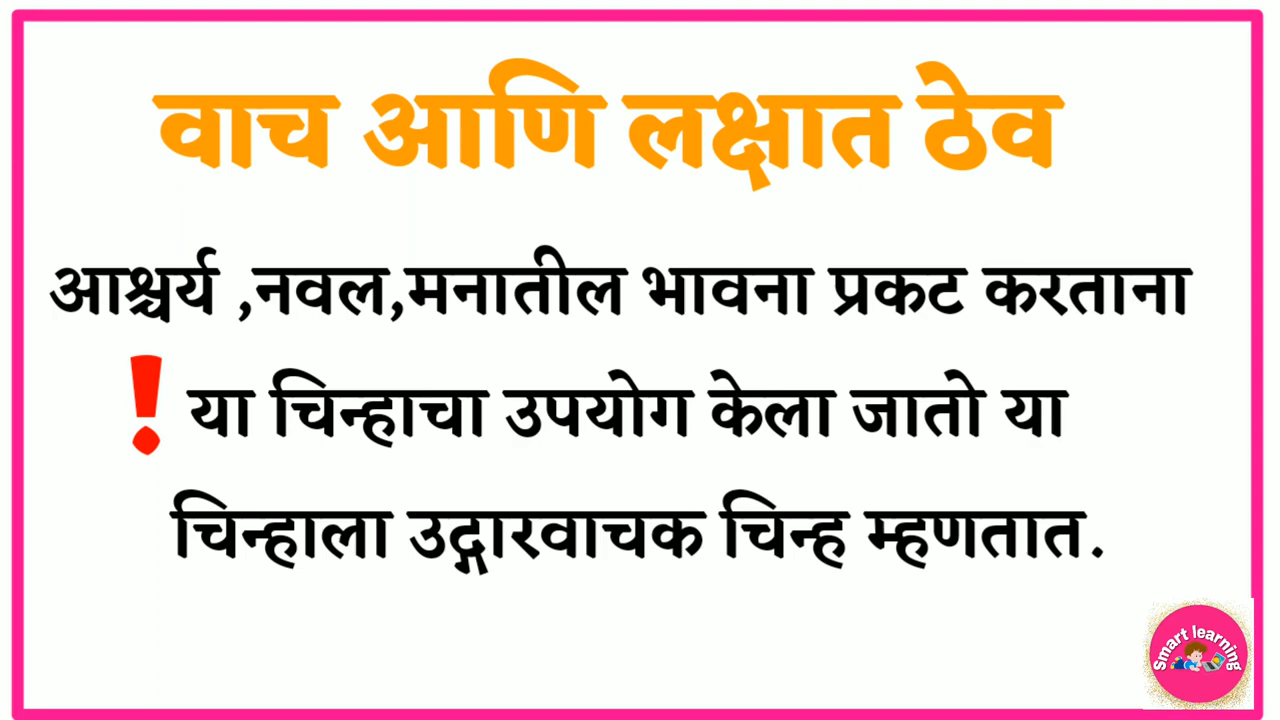 वाच आणि लक्षात ठेव
आश्चर्य ,नवल,मनातील भावना प्रकट करताना
! या चिन्हाचा उपयोग केला जातो या
चिन्हाला उद्गारवाचक चिन्ह म्हणतात.
Smart learning